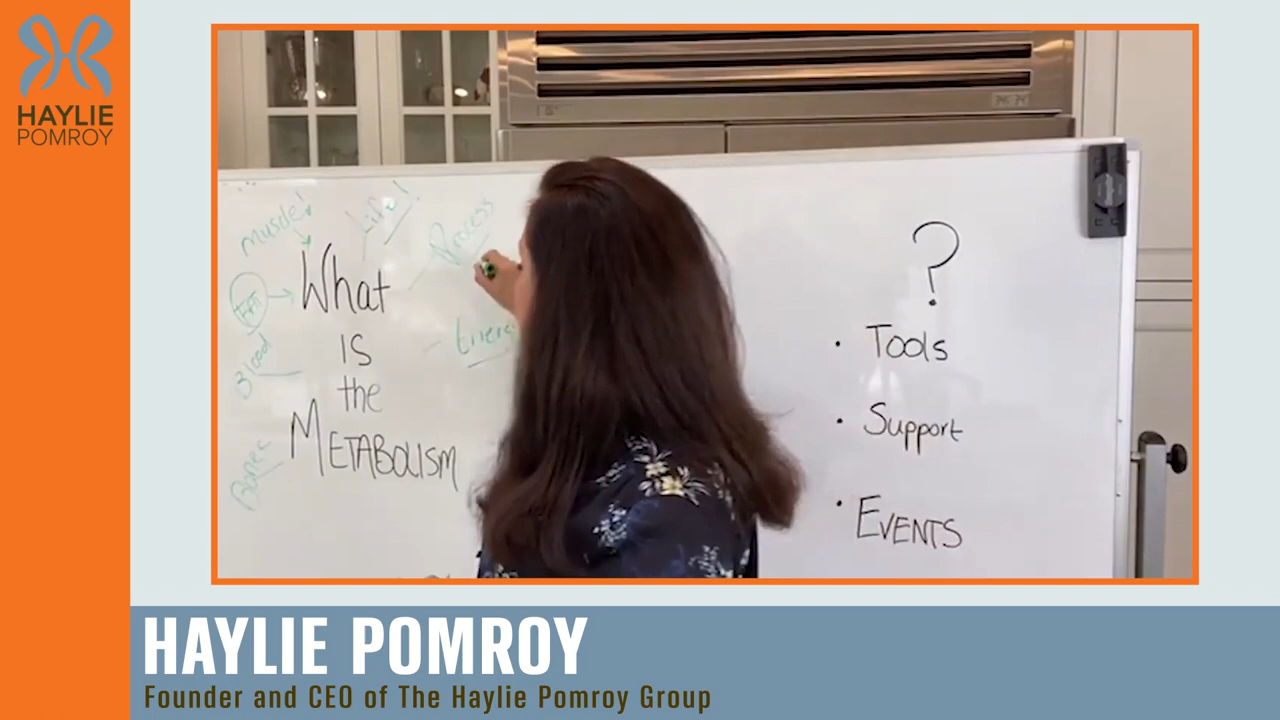 HAYLIE
POMROY
Muscle!
Life!
Process
FAT
What
Blood
is
the
Bones
METABOLISM
?
• Tools
• Support
• EVENTS
HAYLIE POMROY
Founder and CEO of The Haylie Pomroy Group